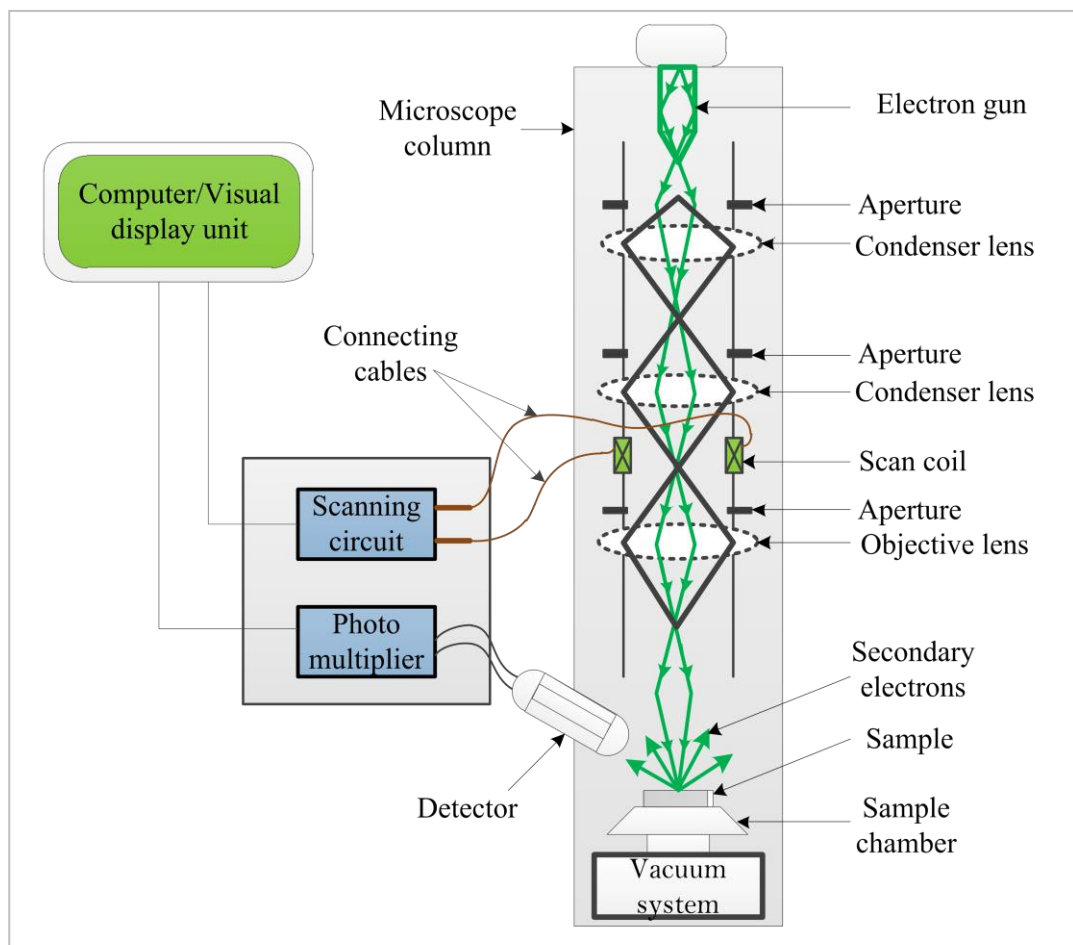 Microscope
column
Electron gun
Computer/Visual
display unit
Aperture
Condenser lens
Connecting
cables
Aperture
Condenser lens
Scan coil
Scanning
circuit
Aperture
Objective lens
Photo
multiplier
Secondary
electrons
Sample
Detector
Sample
chamber
Vacuum
system